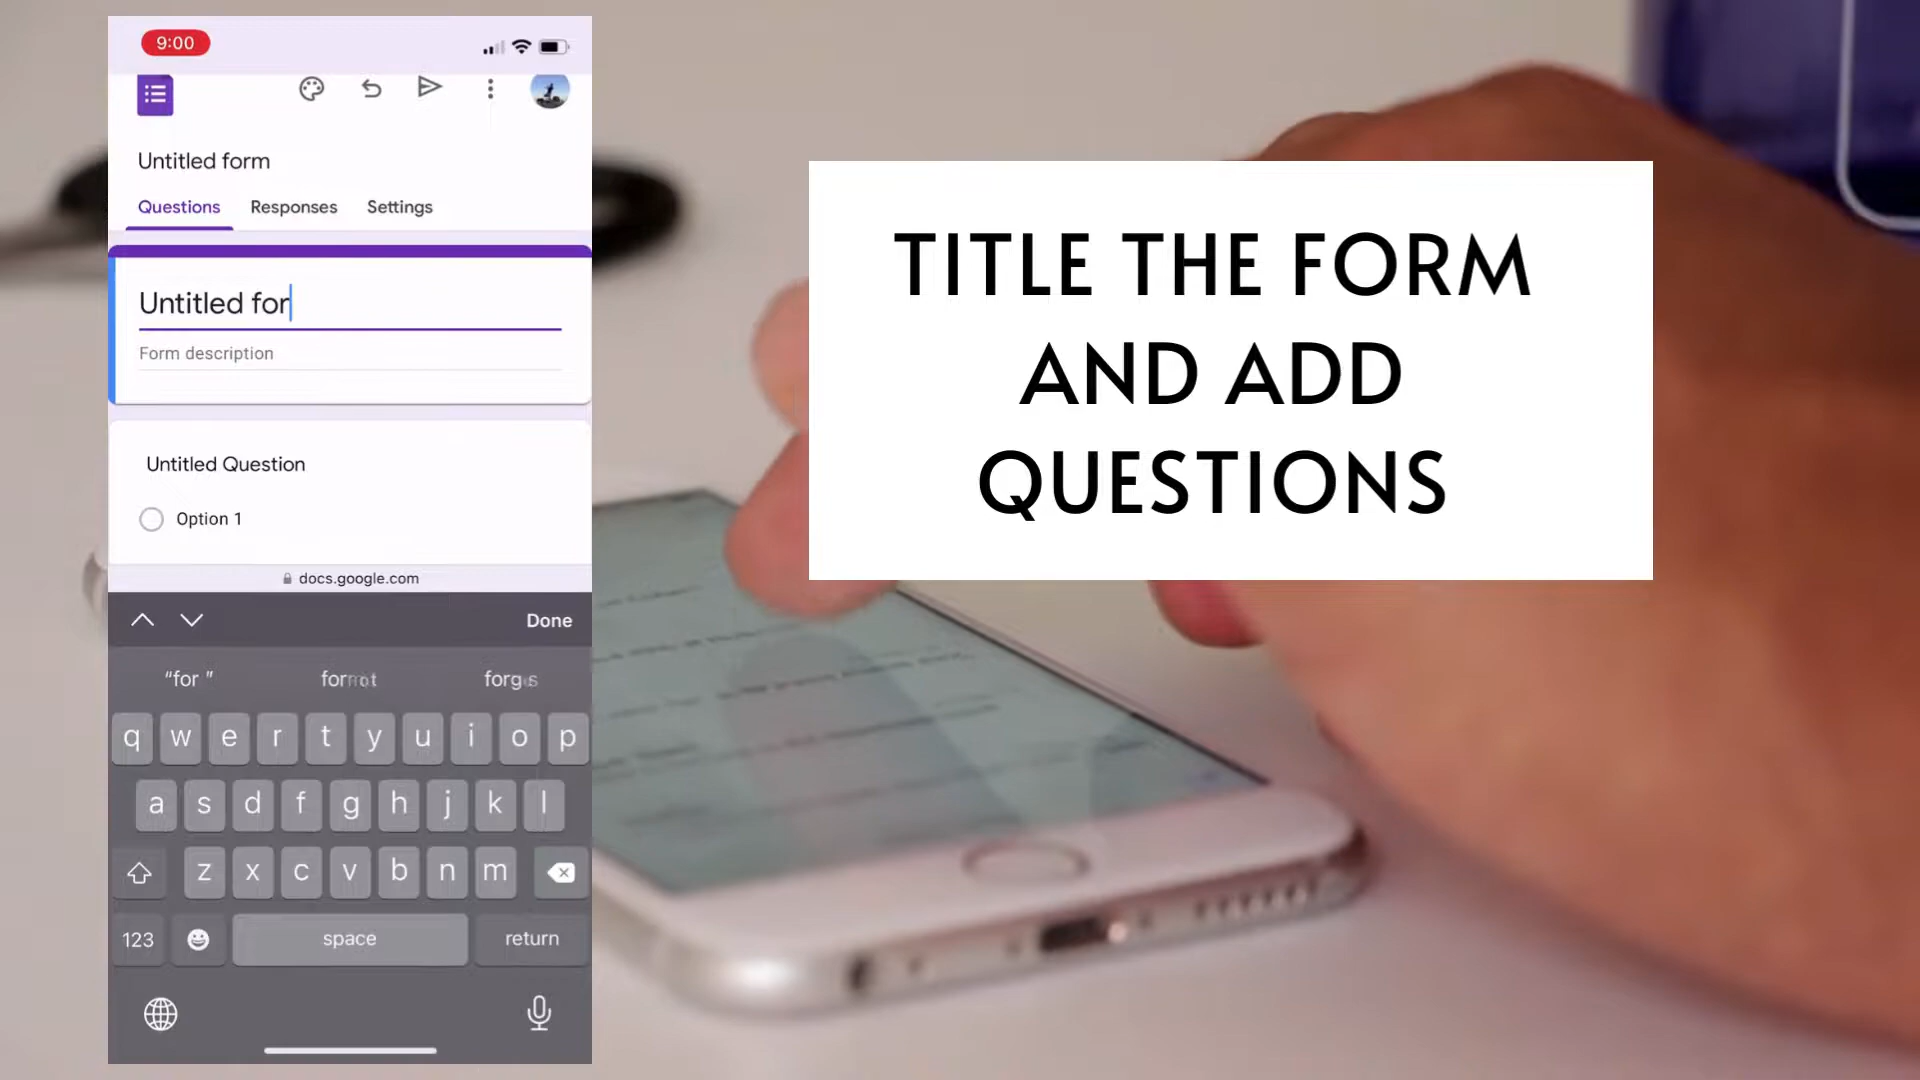 9:00
Untitled form
Questions Responses Settings
Untitled for
Form description
Untitled Question
Option 1
docs.google.com
Done
"for "
q w e r t y u i o p
a s d f g h j k l
z x c v b n m
123 space return
TITLE THE FORM
AND ADD
QUESTIONS